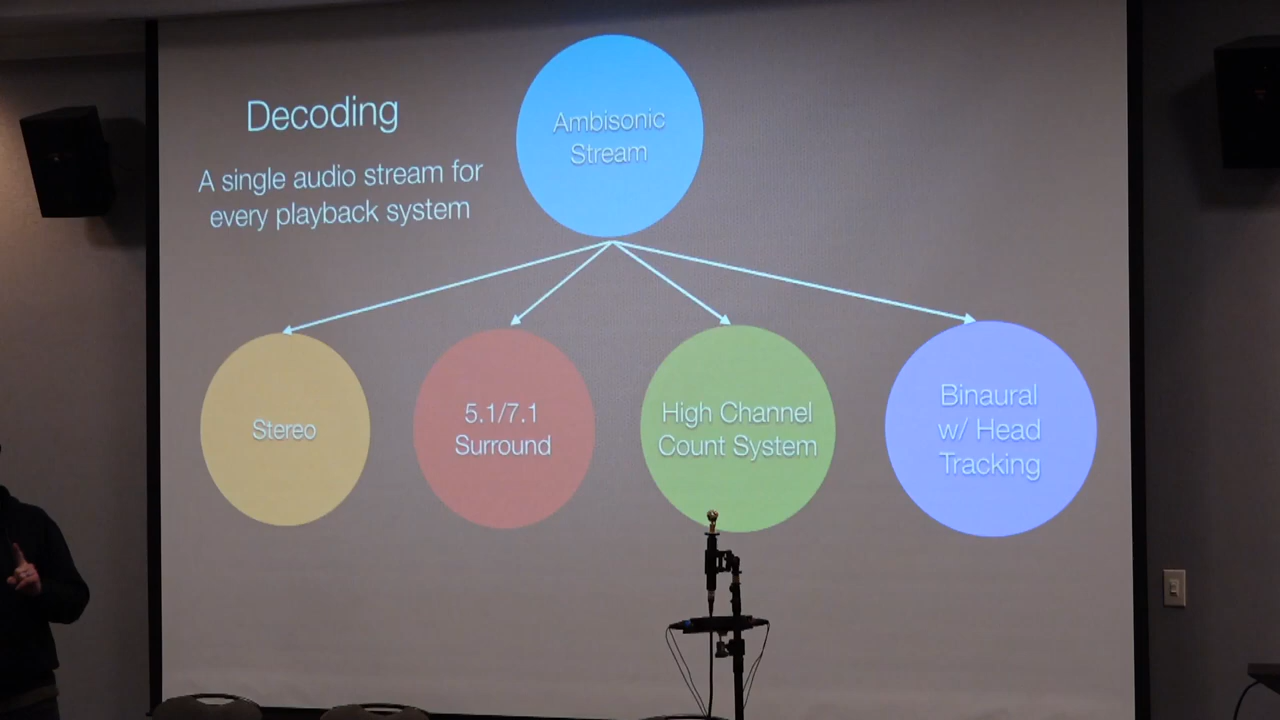 Decoding
A single audio stream for
every playback system
Ambisonic
Stream
Stereo
5.1/7.1
Surround
High Channel
Count System
Binaural
w/ Head
Tracking